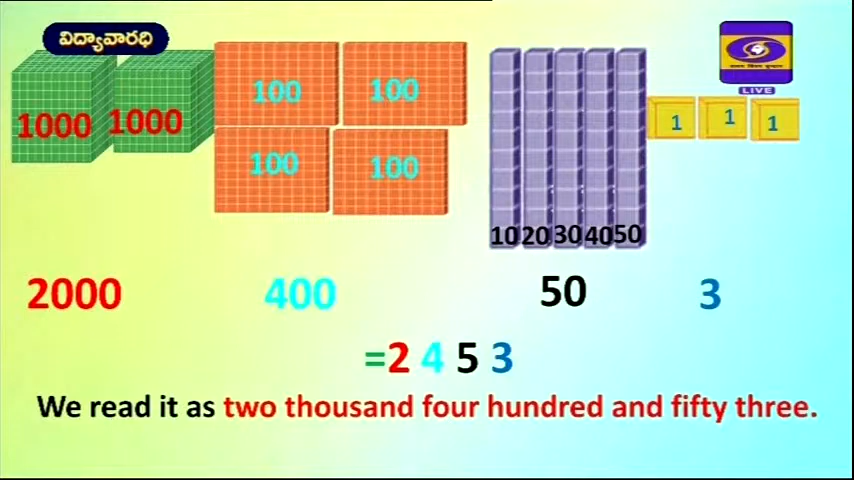 విద్యావారధి
1000 1000 100 100
100 100
1 1 1
LIVE
10 20 30 40 50
2000 400 50 3
=2 4 5 3
We read it as two thousand four hundred and fifty three.